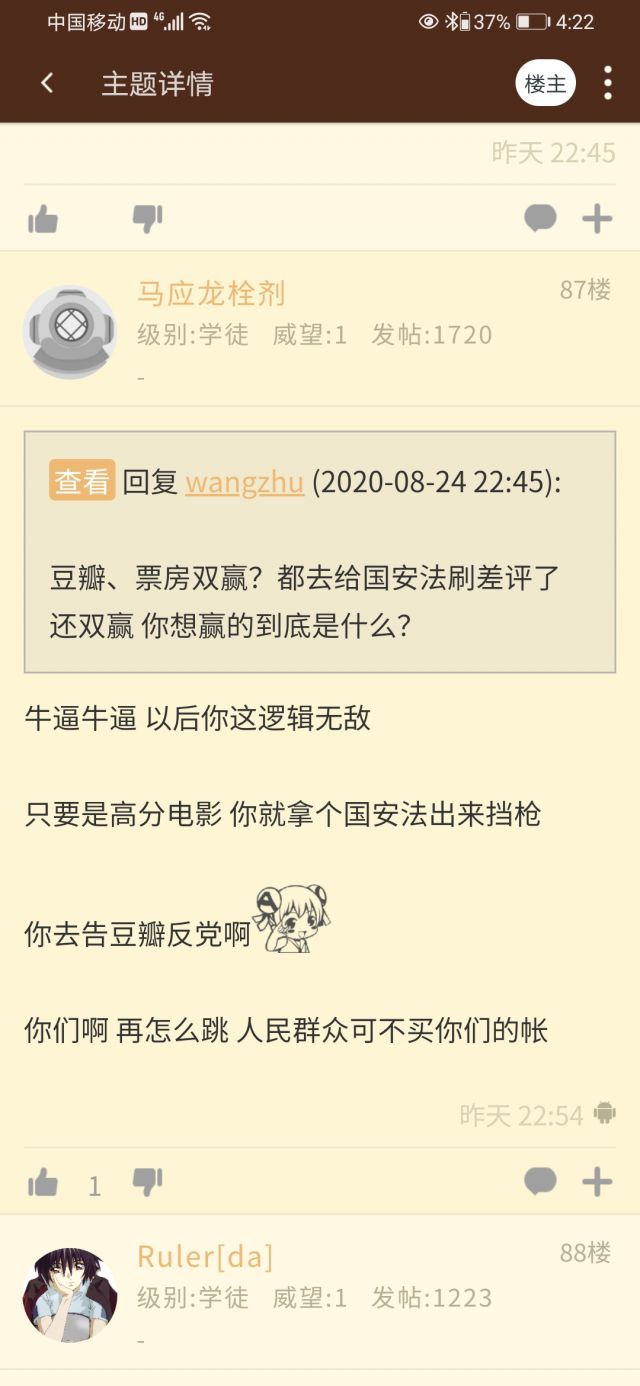 中国移动 HD 4G 37% 4:22
主题详情 楼主
昨天 22:45
马应龙栓剂 87楼
级别:学徒 威望:1 发帖:1720
-
查看 回复 wangzhu (2020-08-24 22:45):
豆瓣、票房双赢？都去给国安法刷差评了
还双赢 你想赢的到底是什么？
牛逼牛逼 以后你这逻辑无敌
只要是高分电影 你就拿个国安法出来挡枪
你去告豆瓣反党啊
你们啊 再怎么跳 人民群众可不买你们的帐
昨天 22:54
1
Ruler[da] 88楼
级别:学徒 威望:1 发帖:1223
-